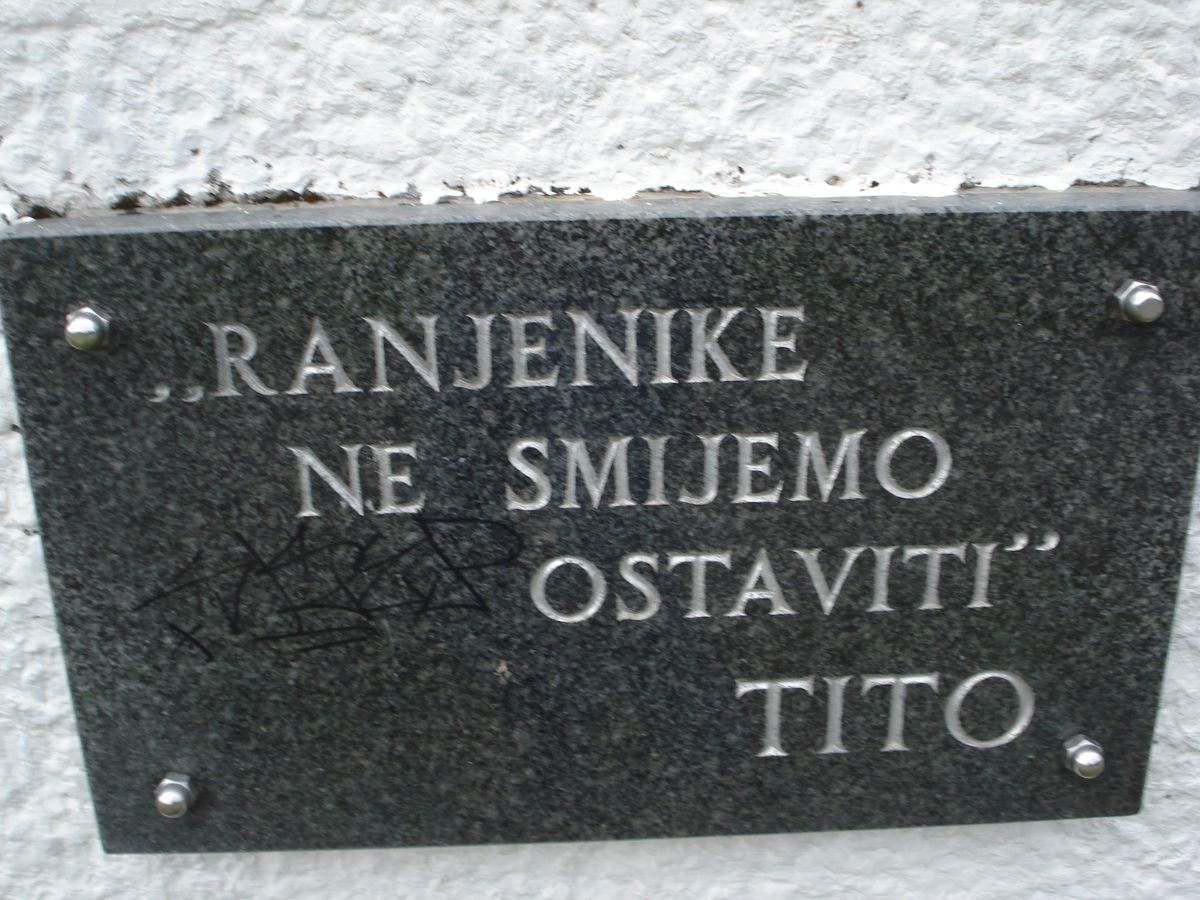 „RANJENIKE
NE SMIJEMO
OSTAVITI”
TITO